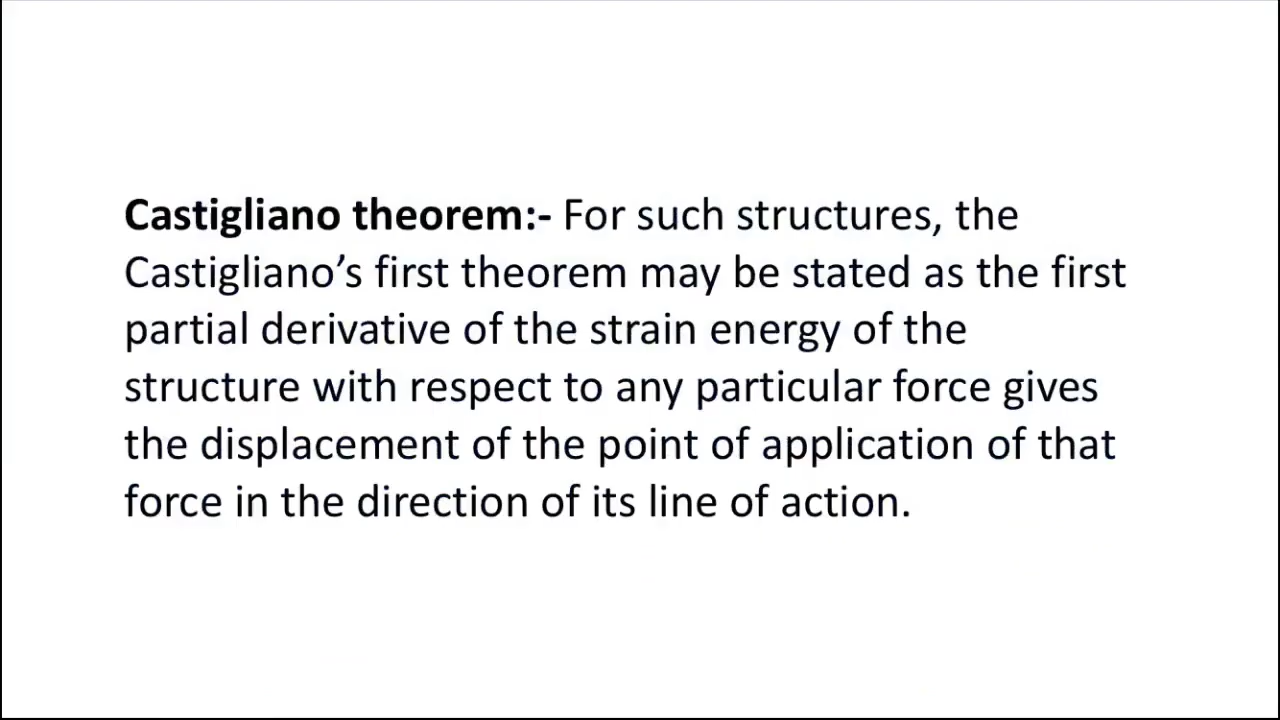 Castigliano theorem:- For such structures, the
Castigliano’s first theorem may be stated as the first
partial derivative of the strain energy of the
structure with respect to any particular force gives
the displacement of the point of application of that
force in the direction of its line of action.